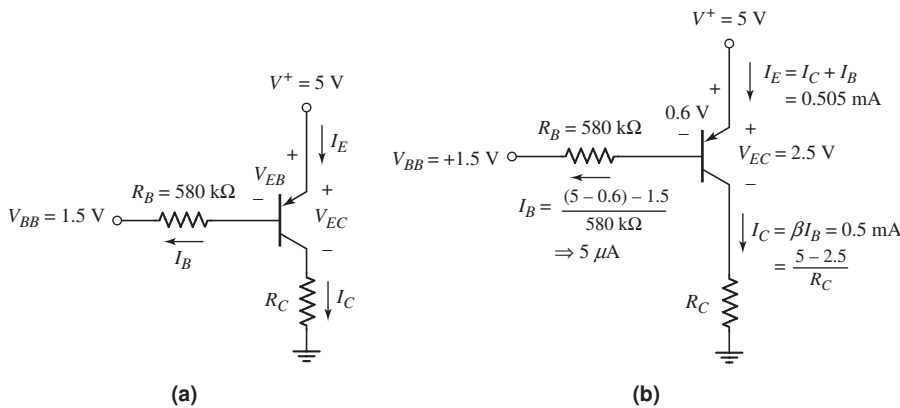 V⁺ = 5 V
I_E
+
V_EB
−
+
V_EC
−
R_B = 580 kΩ
V_BB = 1.5 V
I_B
R_C
I_C
(a)
V⁺ = 5 V
I_E = I_C + I_B
= 0.505 mA
+
0.6 V
−
+
V_EC = 2.5 V
−
R_B = 580 kΩ
V_BB = +1.5 V
I_B = (5 – 0.6) – 1.5 / 580 kΩ
⇒ 5 μA
I_C = βI_B = 0.5 mA
= 5 – 2.5 / R_C
R_C
(b)